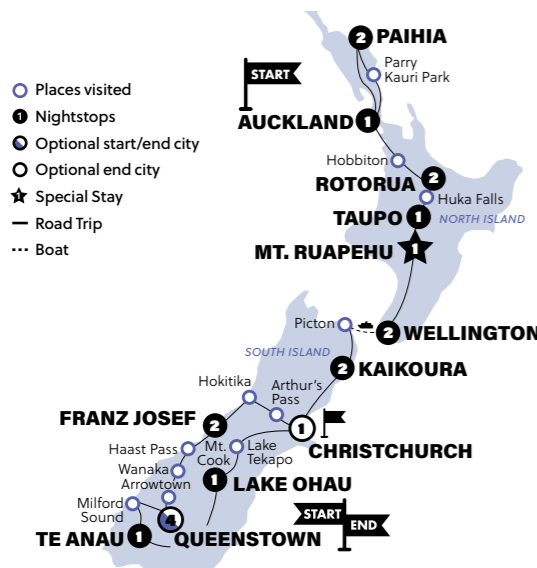 2 PAIHIA
Parry
Kauri Park
START
Places visited
1 Nightstops
Optional start/end city
Optional end city
1 Special Stay
Road Trip
Boat
AUCKLAND 1
Hobbiton
ROTORUA 2
Huka Falls
TAUPO 1
NORTH ISLAND
MT. RUAPEHU 1
Picton
2 WELLINGTON
SOUTH ISLAND
2 KAIKOURA
Hokitika
Arthur's
Pass
FRANZ JOSEF 2
1
CHRISTCHURCH
Haast Pass
Mt.
Cook
Lake
Tekapo
Wanaka
Arrowtown
1 LAKE OHAU
Milford
Sound
4
START
END
TE ANAU 1
QUEENSTOWN